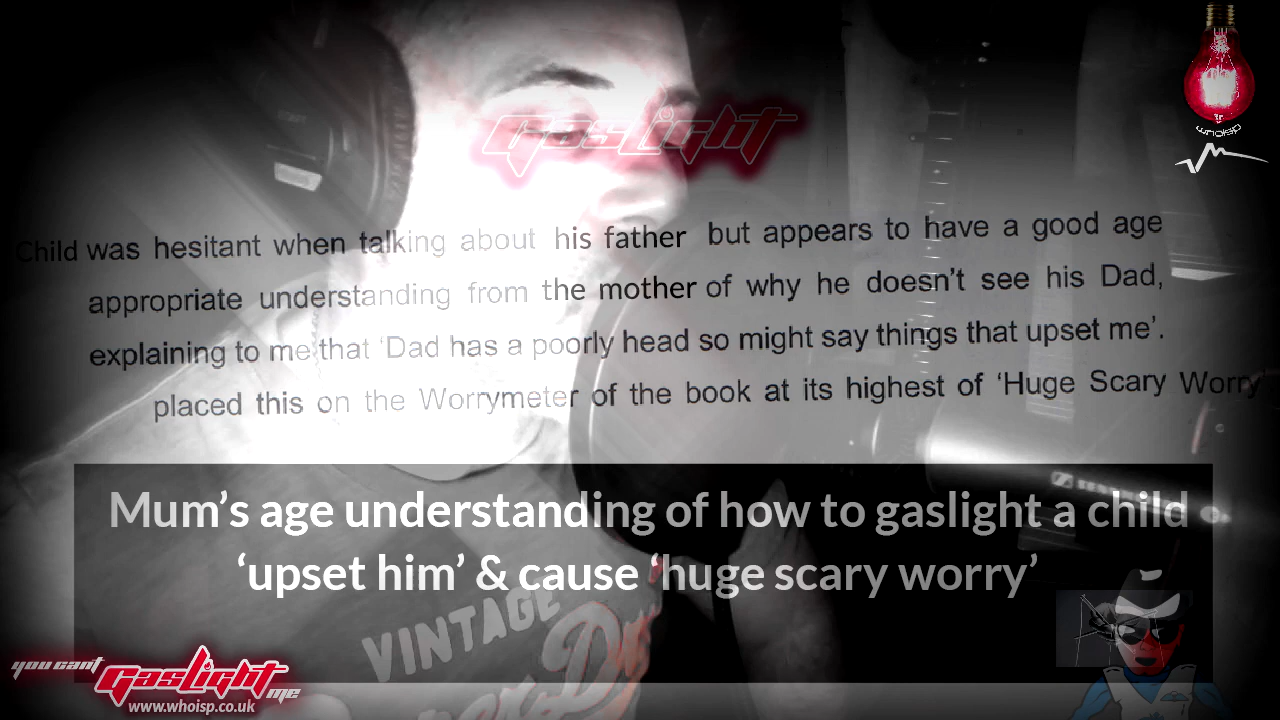 whoisp
GasLight
Child was hesitant when talking about his father but appears to have a good age
appropriate understanding from the mother of why he doesn't see his Dad,
explaining to me that 'Dad has a poorly head so might say things that upset me'.
placed this on the Worrymeter of the book at its highest of 'Huge Scary Worry
Mum's age understanding of how to gaslight a child
'upset him' & cause 'huge scary worry'
VINTAGE
you cant GasLight me
www.whoisp.co.uk